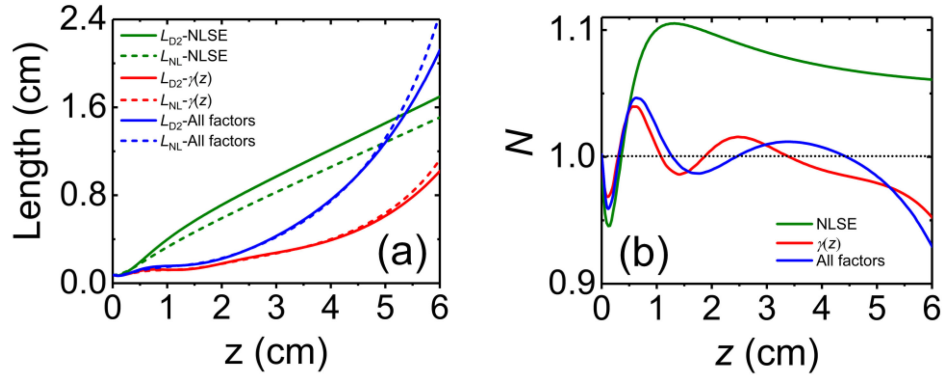 2.4
1.6
0.8
0.0
Length (cm)
L_D2-NLSE
L_NL-NLSE
L_D2-γ(z)
L_NL-γ(z)
L_D2-All factors
L_NL-All factors
(a)
0 1 2 3 4 5 6
z (cm)
1.1
1.0
0.9
N
NLSE
γ(z)
All factors
(b)
0 1 2 3 4 5 6
z (cm)